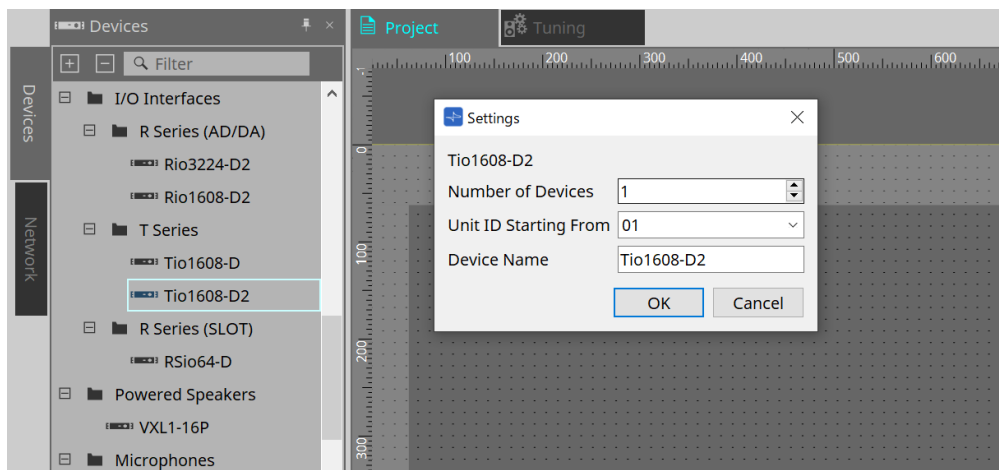 Devices
Project
Tuning
Filter
Devices
Network
I/O Interfaces
R Series (AD/DA)
Rio3224-D2
Rio1608-D2
T Series
Tio1608-D
Tio1608-D2
R Series (SLOT)
RSio64-D
Powered Speakers
VXL1-16P
Microphones
100 200 300 400 500 600
0
100
200
300
Settings
Tio1608-D2
Number of Devices 1
Unit ID Starting From 01
Device Name Tio1608-D2
OK Cancel